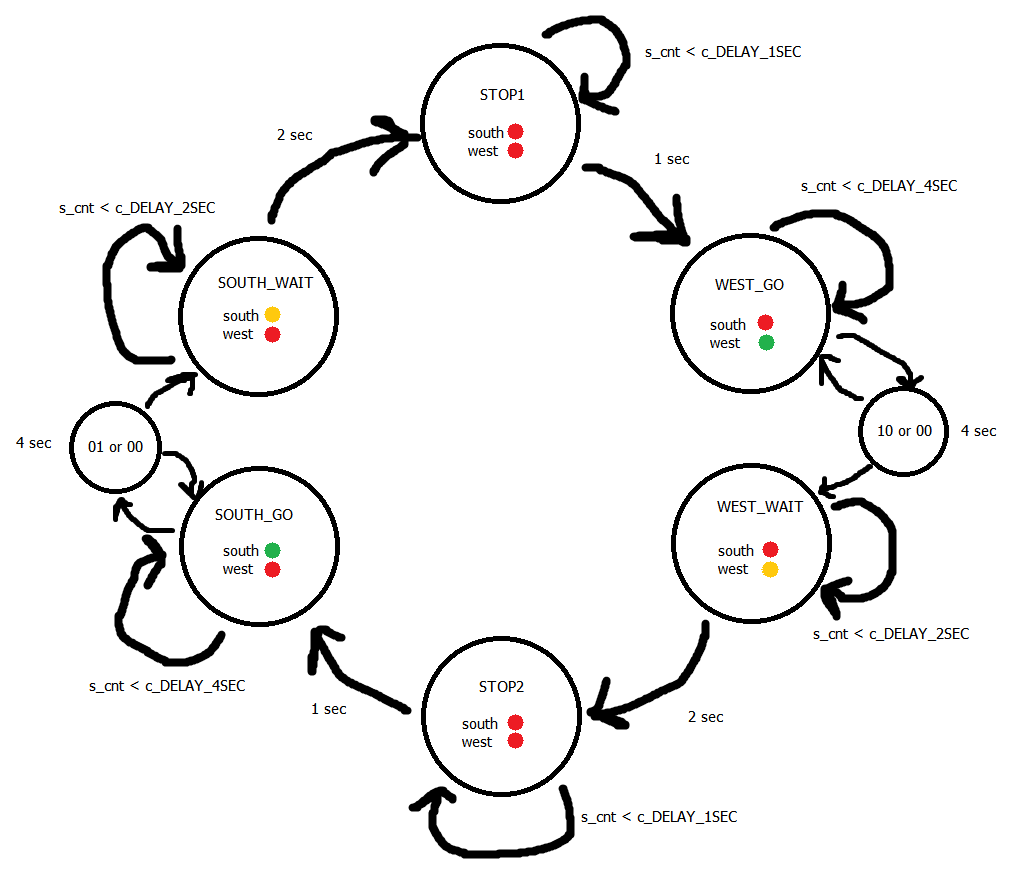 s_cnt < c_DELAY_1SEC
STOP1
south
west
2 sec
1 sec
s_cnt < c_DELAY_4SEC
s_cnt < c_DELAY_2SEC
SOUTH_WAIT
south
west
WEST_GO
south
west
4 sec
01 or 00
10 or 00
4 sec
SOUTH_GO
south
west
WEST_WAIT
south
west
s_cnt < c_DELAY_2SEC
s_cnt < c_DELAY_4SEC
STOP2
south
west
1 sec
2 sec
s_cnt < c_DELAY_1SEC